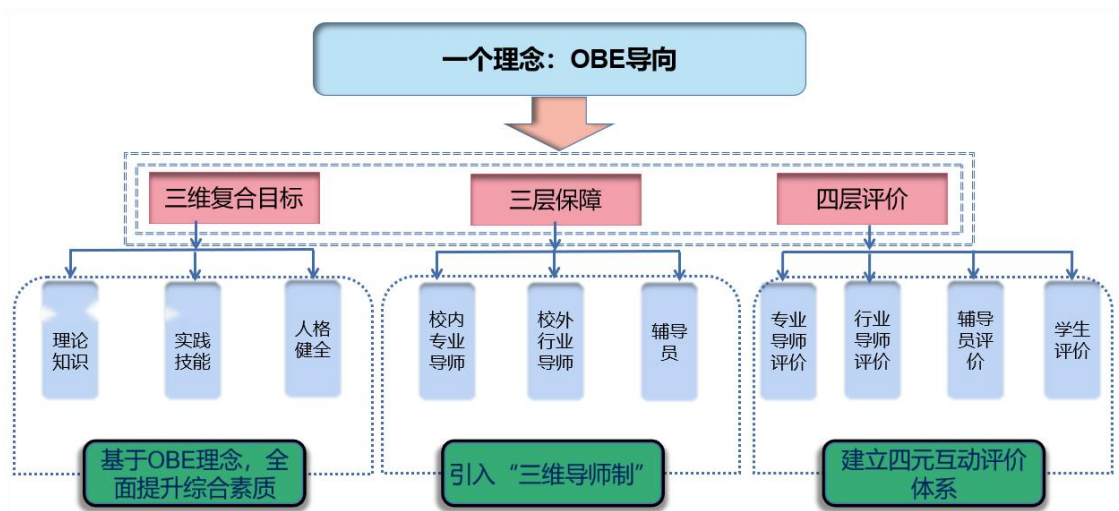 一个理念：OBE导向
三维复合目标
三层保障
四层评价
理论
知识
实践
技能
人格
健全
校内
专业
导师
校外
行业
导师
辅导
员
专业
导师
评价
行业
导师
评价
辅导
员评
价
学生
评价
基于OBE理念，全
面提升综合素质
引入“三维导师制”
建立四元互动评价
体系